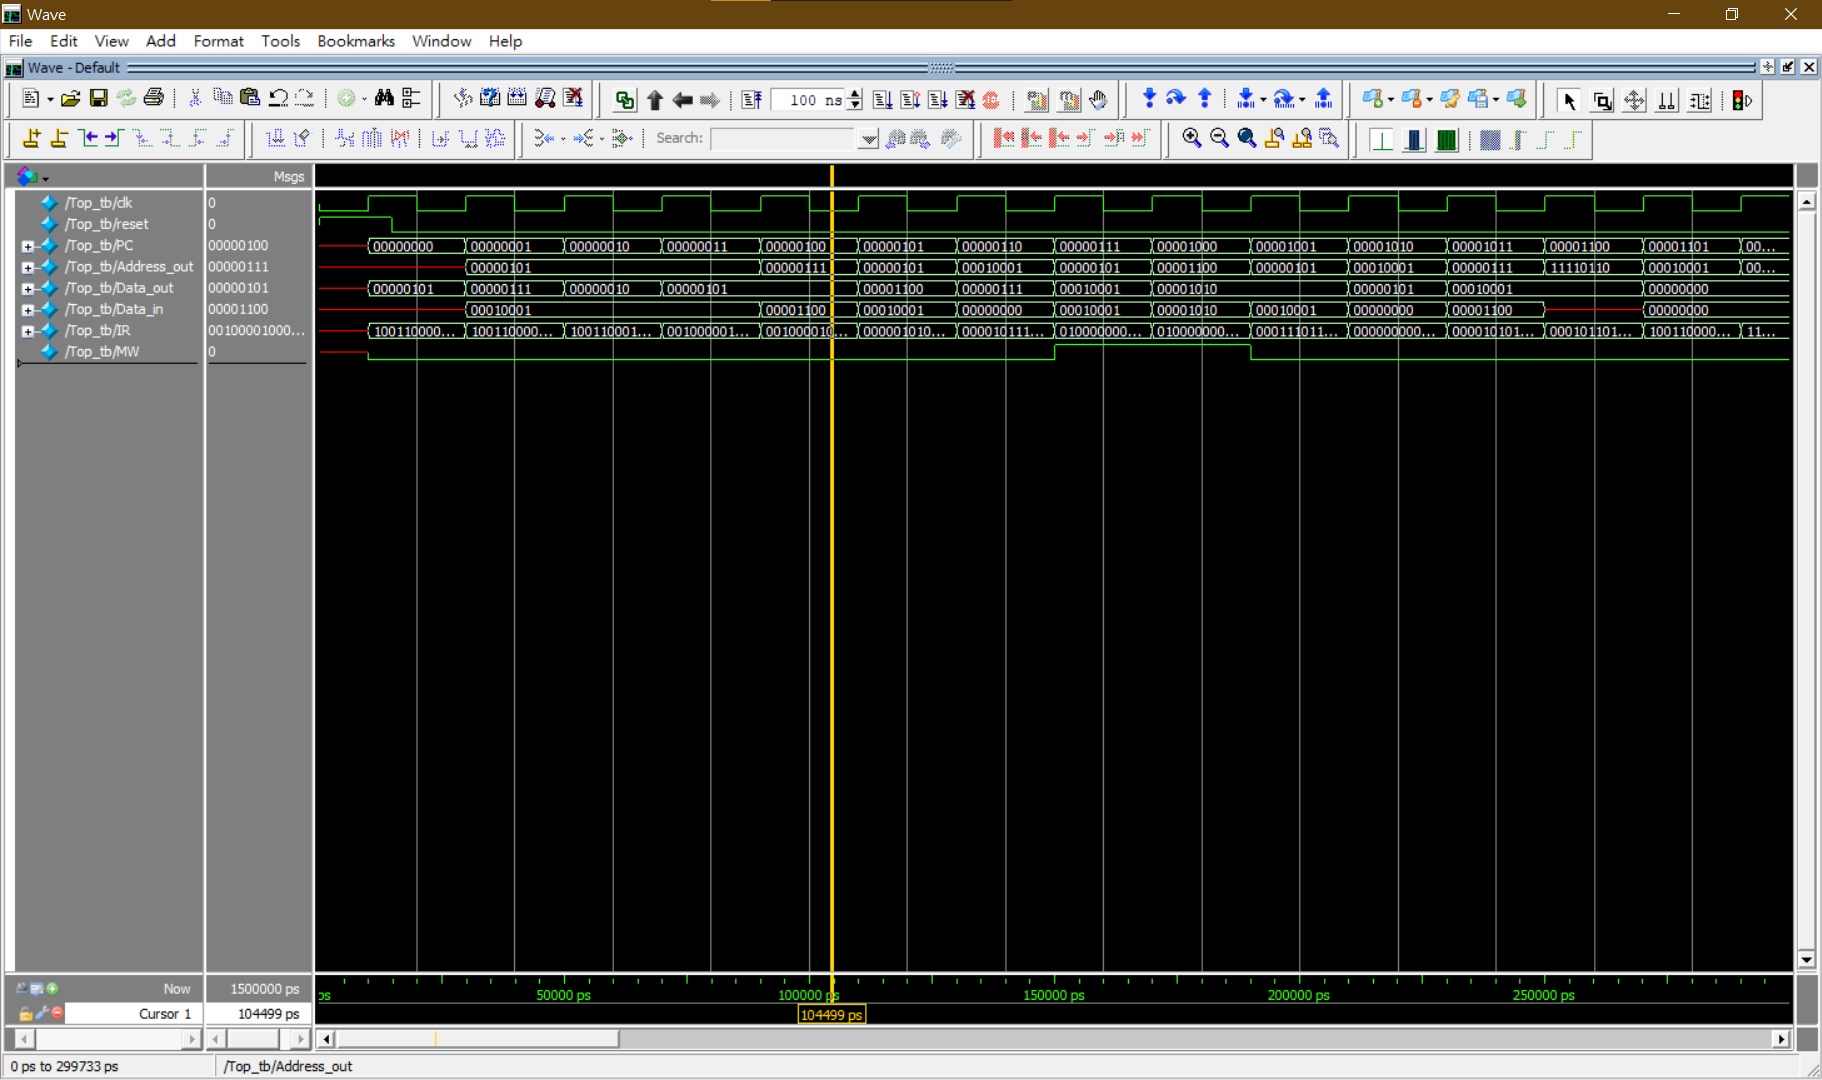 Wave
File Edit View Add Format Tools Bookmarks Window Help
Wave - Default
100 ns
Search:
Msgs
/Top_tb/clk 0
/Top_tb/reset 0
/Top_tb/PC 00000100 00000000 00000001 00000010 00000011 00000100 00000101 00000110 00000111 00001000 00001001 00001010 00001011 00001100 00001101 00...
/Top_tb/Address_out 00000111 00000101 00000111 00000101 00010001 00000101 00001100 00000101 00010001 00000111 11110110 00010001 00...
/Top_tb/Data_out 00000101 00000101 00000111 00000010 00000101 00001100 00000111 00010001 00001010 00000101 00010001 00000000
/Top_tb/Data_in 00001100 00010001 00001100 00010001 00000000 00010001 00001010 00010001 00000000 00001100 00000000
/Top_tb/IR 00100001000... 100110000... 100110000... 100110001... 001000001... 001000010... 000001010... 000010111... 010000000... 010000000... 000111011... 000000000... 000010101... 000101101... 100110000... 11...
/Top_tb/MW 0
Now 1500000 ps
ps 50000 ps 100000 ps 150000 ps 200000 ps 250000 ps
Cursor 1 104499 ps 104499 ps
0 ps to 299733 ps /Top_tb/Address_out